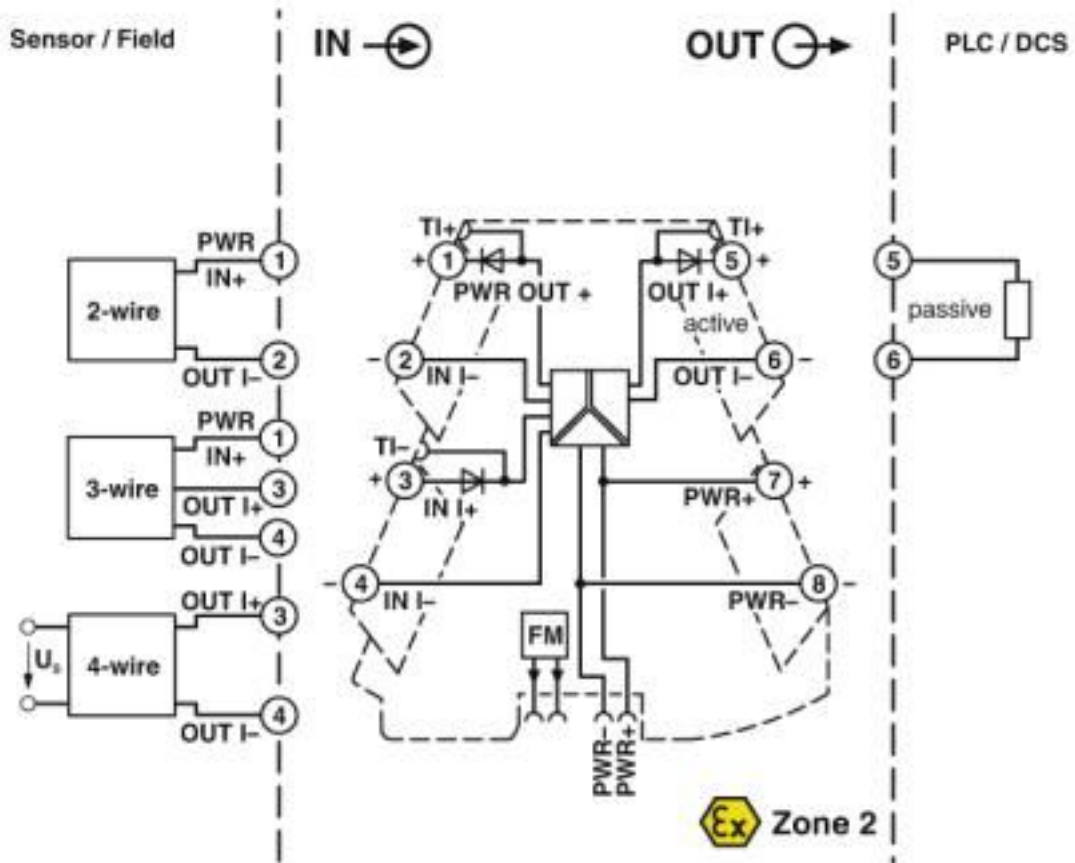 Sensor / Field
IN
OUT
PLC / DCS
PWR
1
IN+
2-wire
2
OUT I–
PWR
1
IN+
3-wire
3
OUT I+
4
OUT I–
OUT I+
3
Us
4-wire
4
OUT I–
TI+
+
1
PWR OUT +
–
2
IN I–
TI-
+
3
IN I+
–
4
IN I–
TI+
5
+
OUT I+
active
6
–
OUT I–
7
+
PWR+
8
–
PWR–
FM
PWR–
PWR+
5
passive
6
Ex
Zone 2